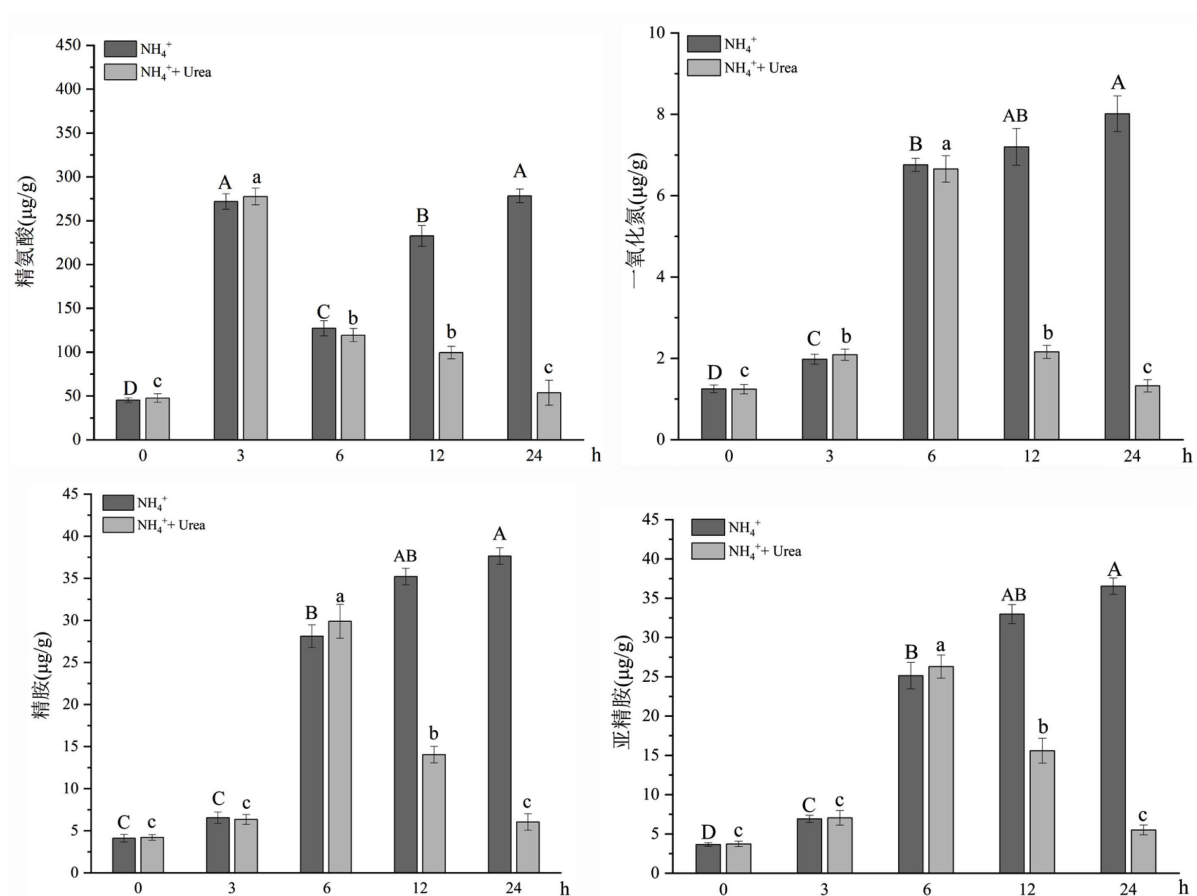 450
400
350
300
250
200
150
100
50
0
精氨酸(μg/g)
NH₄⁺
NH₄⁺+ Urea
D c
A a
C b
B b
A c
0 3 6 12 24 h
10
8
6
4
2
0
一氧化氮(μg/g)
NH₄⁺
NH₄⁺+ Urea
D c
C b
B a
AB b
A c
0 3 6 12 24 h
45
40
35
30
25
20
15
10
5
0
精胺(μg/g)
NH₄⁺
NH₄⁺+ Urea
C c
C c
B a
AB b
A c
0 3 6 12 24 h
45
40
35
30
25
20
15
10
5
0
亚精胺(μg/g)
NH₄⁺
NH₄⁺+ Urea
D c
C c
B a
AB b
A c
0 3 6 12 24 h